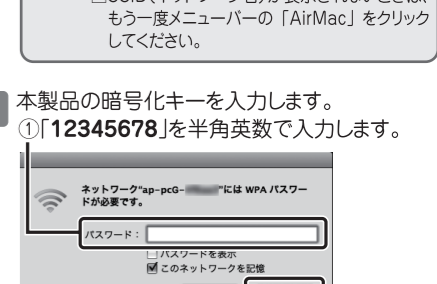 もう一度メニューバーの「AirMac」をクリック
してください。
本製品の暗号化キーを入力します。
①「12345678」を半角英数で入力します。
ネットワーク“ap-pcG- ”には WPA パスワー
ドが必要です。
パスワード：
パスワードを表示
このネットワークを記憶